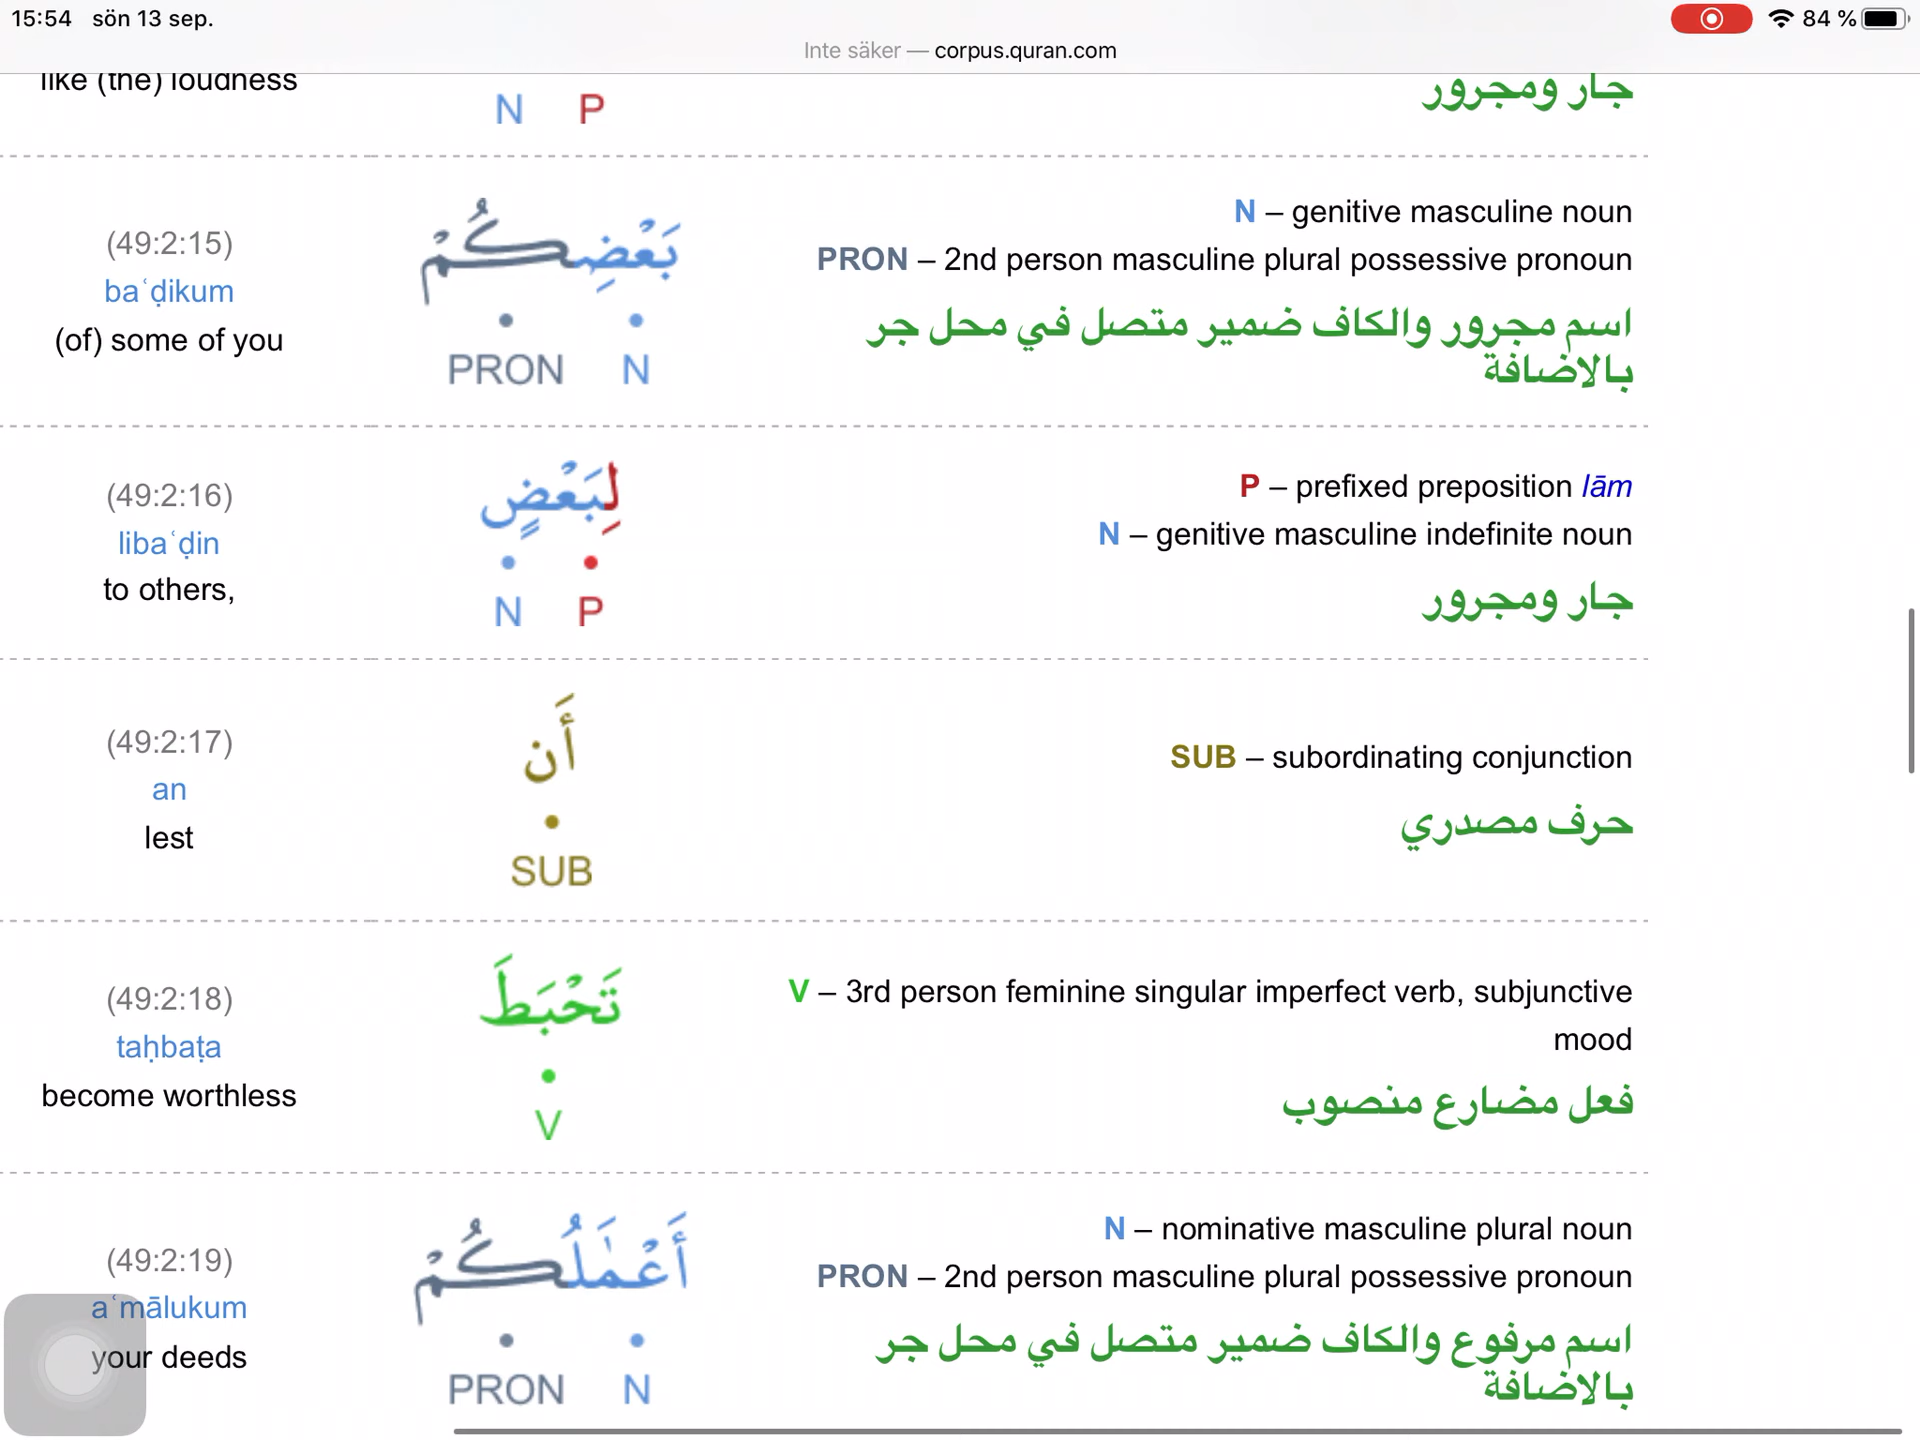 15:54 sön 13 sep.
84 %
Inte säker — corpus.quran.com
like (the) loudness
N P
جار ومجرور
(49:2:15)
baʿḍikum
(of) some of you
بَعْضِكُمْ
PRON N
N – genitive masculine noun
PRON – 2nd person masculine plural possessive pronoun
اسم مجرور والكاف ضمير متصل في محل جر
بالاضافة
(49:2:16)
libaʿḍin
to others,
لِبَعْضٍ
N P
P – prefixed preposition lām
N – genitive masculine indefinite noun
جار ومجرور
(49:2:17)
an
lest
أَن
SUB
SUB – subordinating conjunction
حرف مصدري
(49:2:18)
taḥbaṭa
become worthless
تَحْبَطَ
V
V – 3rd person feminine singular imperfect verb, subjunctive
mood
فعل مضارع منصوب
(49:2:19)
aʿmālukum
your deeds
أَعْمَٰلُكُمْ
PRON N
N – nominative masculine plural noun
PRON – 2nd person masculine plural possessive pronoun
اسم مرفوع والكاف ضمير متصل في محل جر
بالاضافة